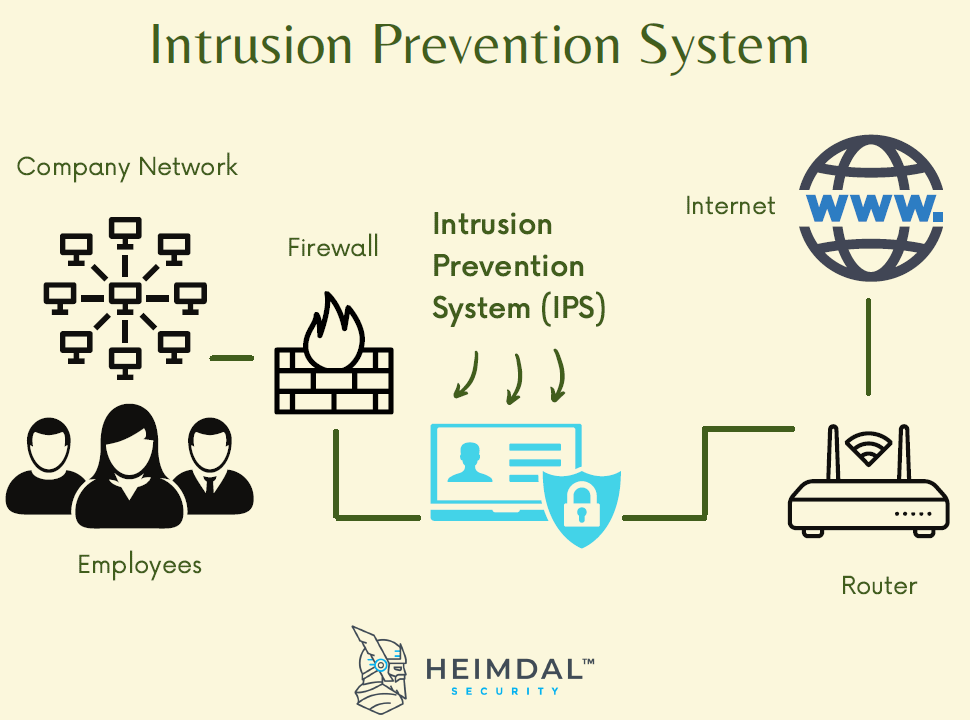 Intrusion Prevention System
Company Network
Internet
www.
Firewall
Intrusion
Prevention
System (IPS)
Employees
Router
HEIMDAL™
SECURITY